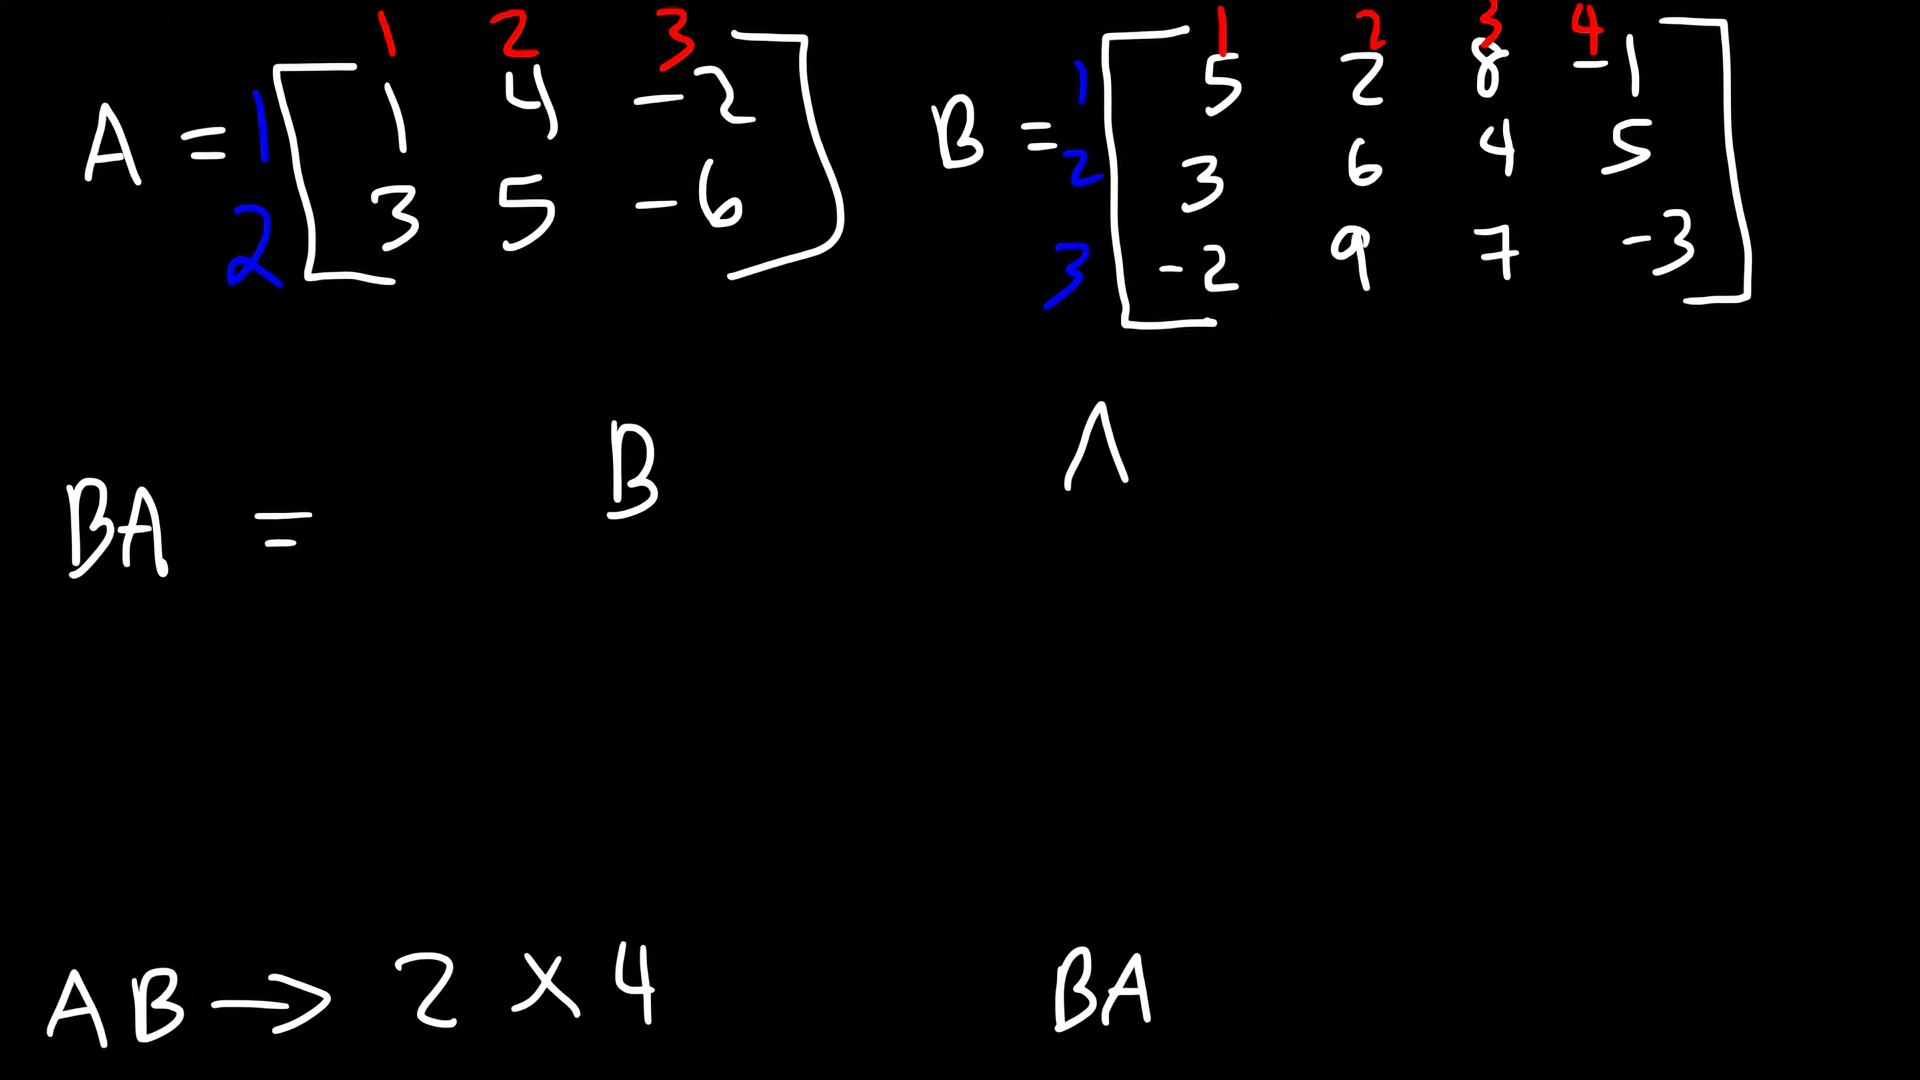 1 2 3
A = 1 [ 1 4 -2
2 3 5 -6 ]
1 2 3 4
B = 1 [ 5 2 8 -1
2 3 6 4 5
3 -2 9 7 -3 ]
B Λ
BA =
AB → 2 × 4 BA